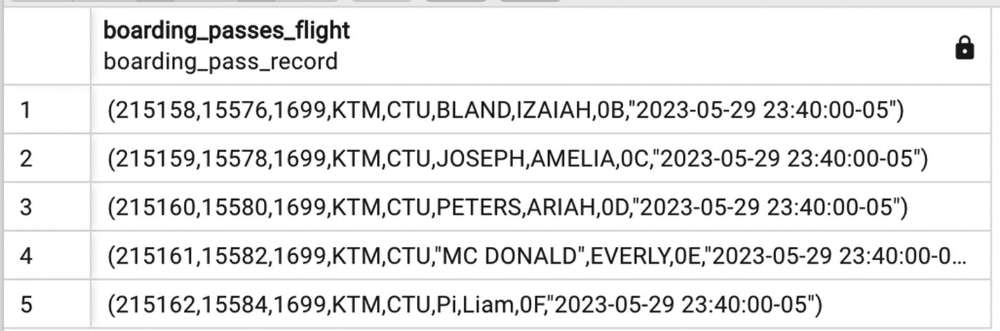 boarding_passes_flight
boarding_pass_record
1 (215158,15576,1699,KTM,CTU,BLAND,IZAIAH,0B,"2023-05-29 23:40:00-05")
2 (215159,15578,1699,KTM,CTU,JOSEPH,AMELIA,0C,"2023-05-29 23:40:00-05")
3 (215160,15580,1699,KTM,CTU,PETERS,ARIAH,0D,"2023-05-29 23:40:00-05")
4 (215161,15582,1699,KTM,CTU,"MC DONALD",EVERLY,0E,"2023-05-29 23:40:00-0...
5 (215162,15584,1699,KTM,CTU,Pi,Liam,0F,"2023-05-29 23:40:00-05")